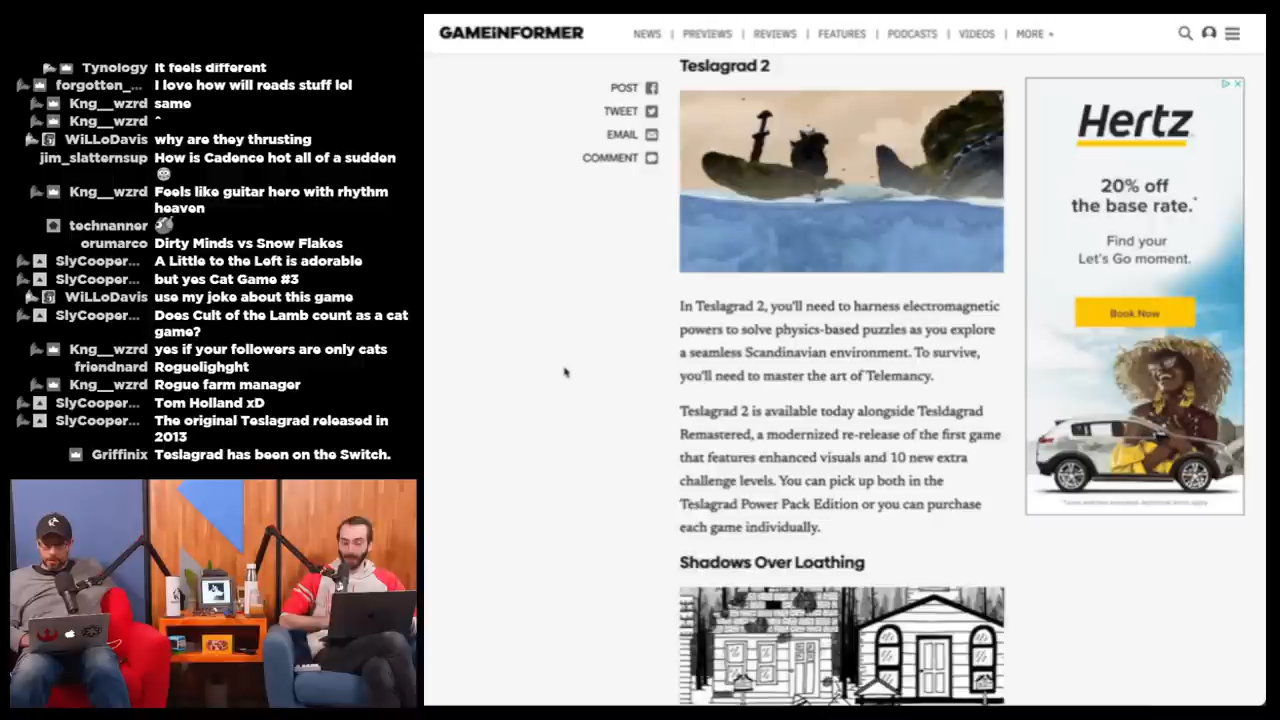 Tynology It feels different
forgotten_... I love how will reads stuff lol
Kng__wzrd same
Kng__wzrd ^
WiLLoDavis why are they thrusting
jim_slatternsup How is Cadence hot all of a sudden
Kng__wzrd Feels like guitar hero with rhythm
heaven
technanner
orumarco Dirty Minds vs Snow Flakes
SlyCooper... A Little to the Left is adorable
SlyCooper... but yes Cat Game #3
WiLLoDavis use my joke about this game
SlyCooper... Does Cult of the Lamb count as a cat
game?
Kng__wzrd yes if your followers are only cats
friendnard Roguelighght
Kng__wzrd Rogue farm manager
SlyCooper... Tom Holland xD
SlyCooper... The original Teslagrad released in
2013
Griffinix Teslagrad has been on the Switch.
GAMEINFORMER
NEWS | PREVIEWS | REVIEWS | FEATURES | PODCASTS | VIDEOS | MORE
Teslagrad 2
POST
TWEET
EMAIL
COMMENT
In Teslagrad 2, you'll need to harness electromagnetic
powers to solve physics-based puzzles as you explore
a seamless Scandinavian environment. To survive,
you'll need to master the art of Telemancy.
Teslagrad 2 is available today alongside Tesldagrad
Remastered, a modernized re-release of the first game
that features enhanced visuals and 10 new extra
challenge levels. You can pick up both in the
Teslagrad Power Pack Edition or you can purchase
each game individually.
Shadows Over Loathing
Hertz
20% off
the base rate.*
Find your
Let's Go moment.
Book Now